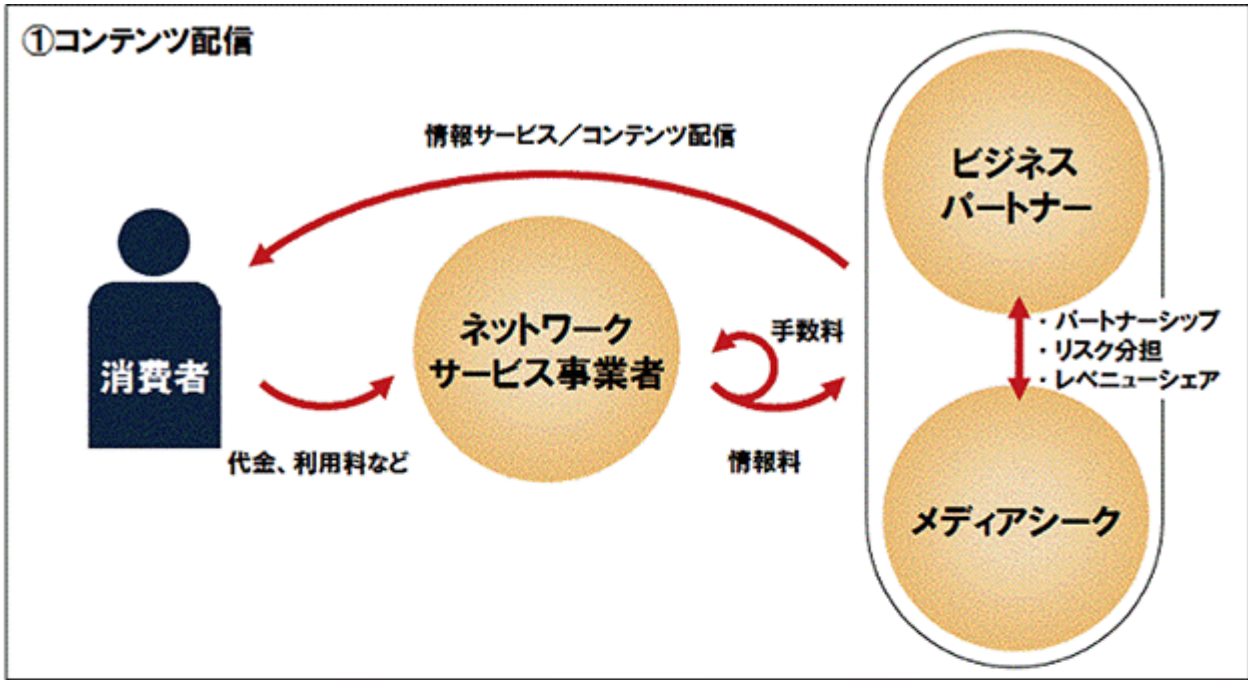 ①コンテンツ配信
情報サービス／コンテンツ配信
ビジネス
パートナー
ネットワーク
サービス事業者
手数料
・パートナーシップ
・リスク分担
・レベニューシェア
消費者
代金、利用料など
情報料
メディアシーク